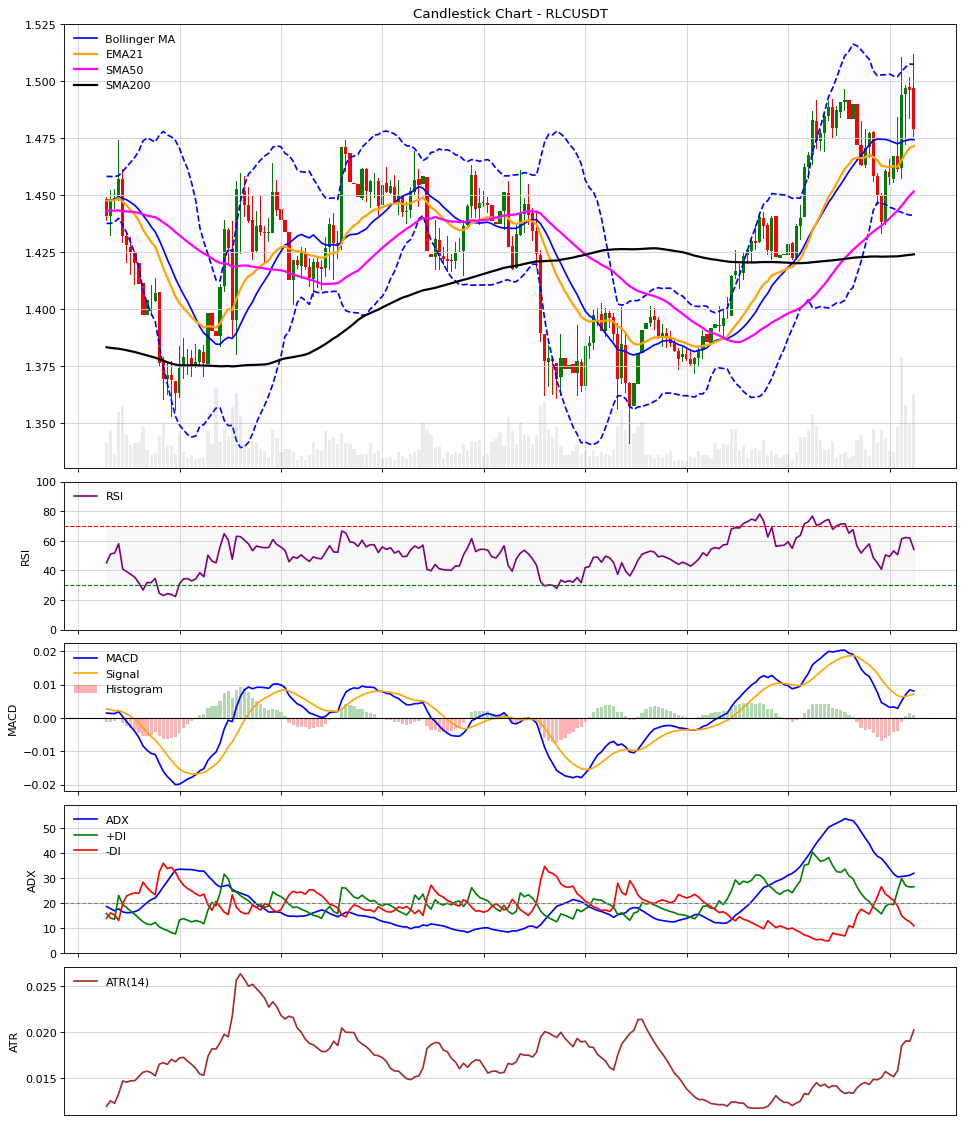 Candlestick Chart - RLCUSDT
1.525
1.500
1.475
1.450
1.425
1.400
1.375
1.350
Bollinger MA
EMA21
SMA50
SMA200
100
80
60
40
20
0
RSI
RSI
0.02
0.01
0.00
−0.01
−0.02
MACD
MACD
Signal
Histogram
50
40
30
20
10
0
ADX
ADX
+DI
-DI
0.025
0.020
0.015
ATR
ATR(14)